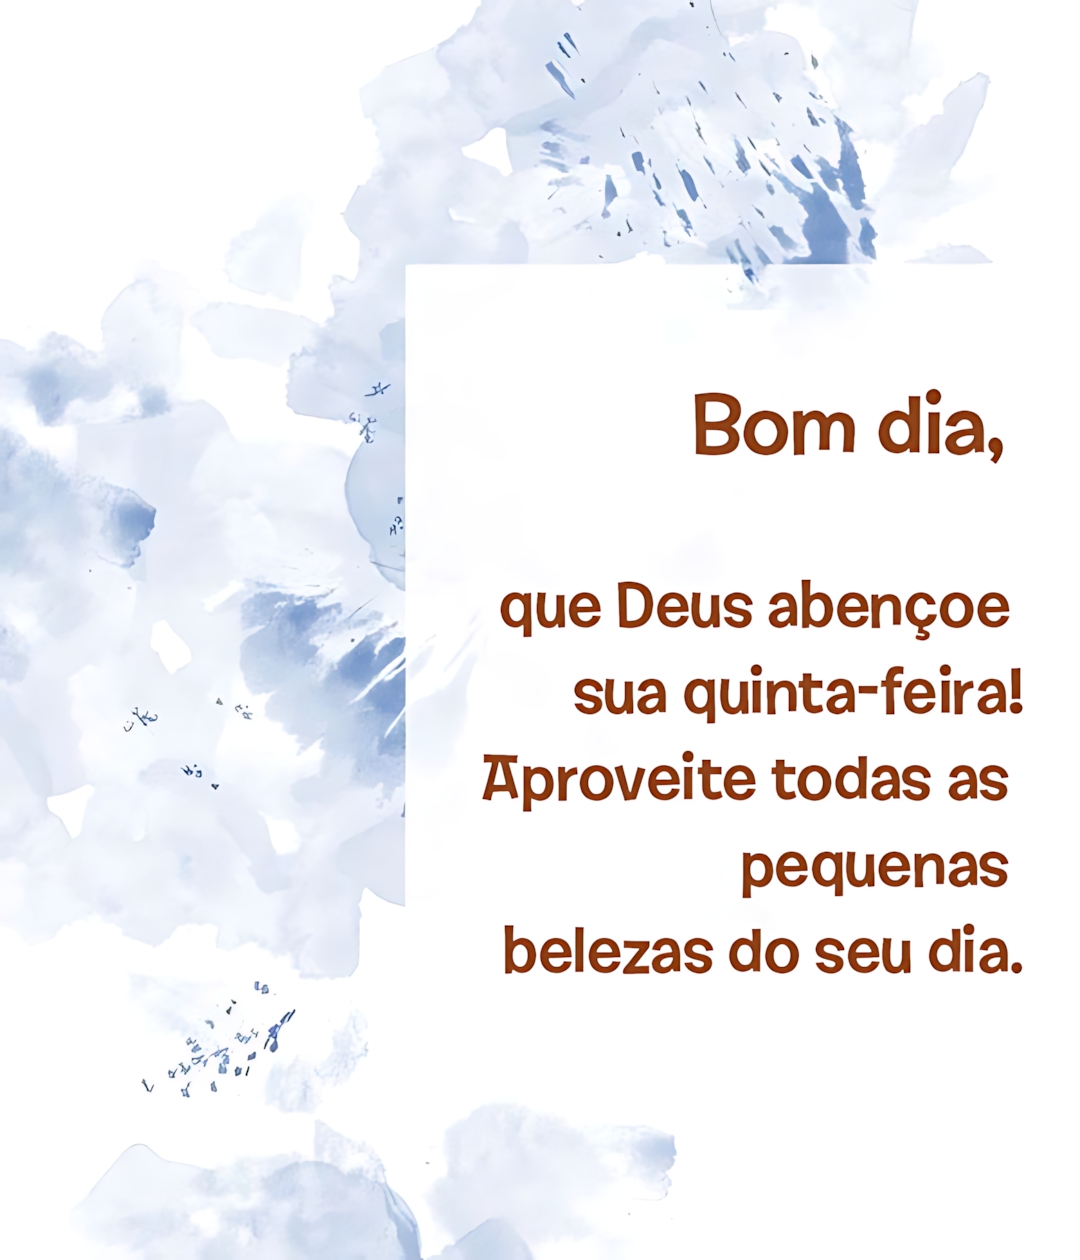 Bom dia,
que Deus abençoe
sua quinta-feira!
Aproveite todas as
pequenas
belezas do seu dia.